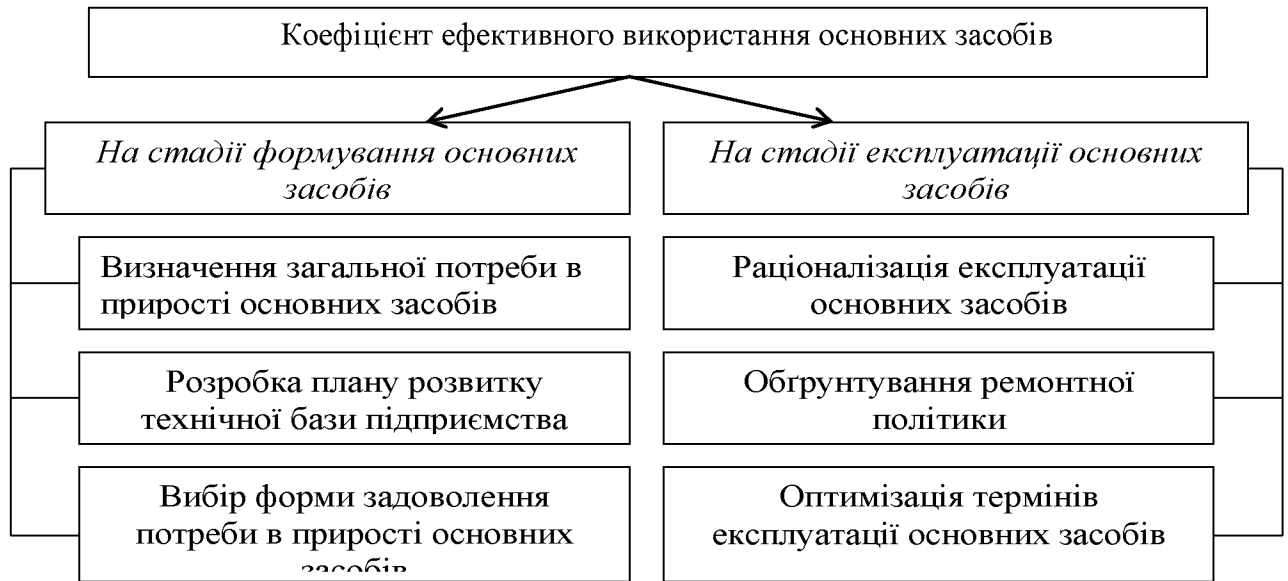 Коефіцієнт ефективного використання основних засобів
На стадії формування основних
засобів
На стадії експлуатації основних
засобів
Визначення загальної потреби в
прирості основних засобів
Раціоналізація експлуатації
основних засобів
Розробка плану розвитку
технічної бази підприємства
Обґрунтування ремонтної
політики
Вибір форми задоволення
потреби в прирості основних
засобів
Оптимізація термінів
експлуатації основних засобів